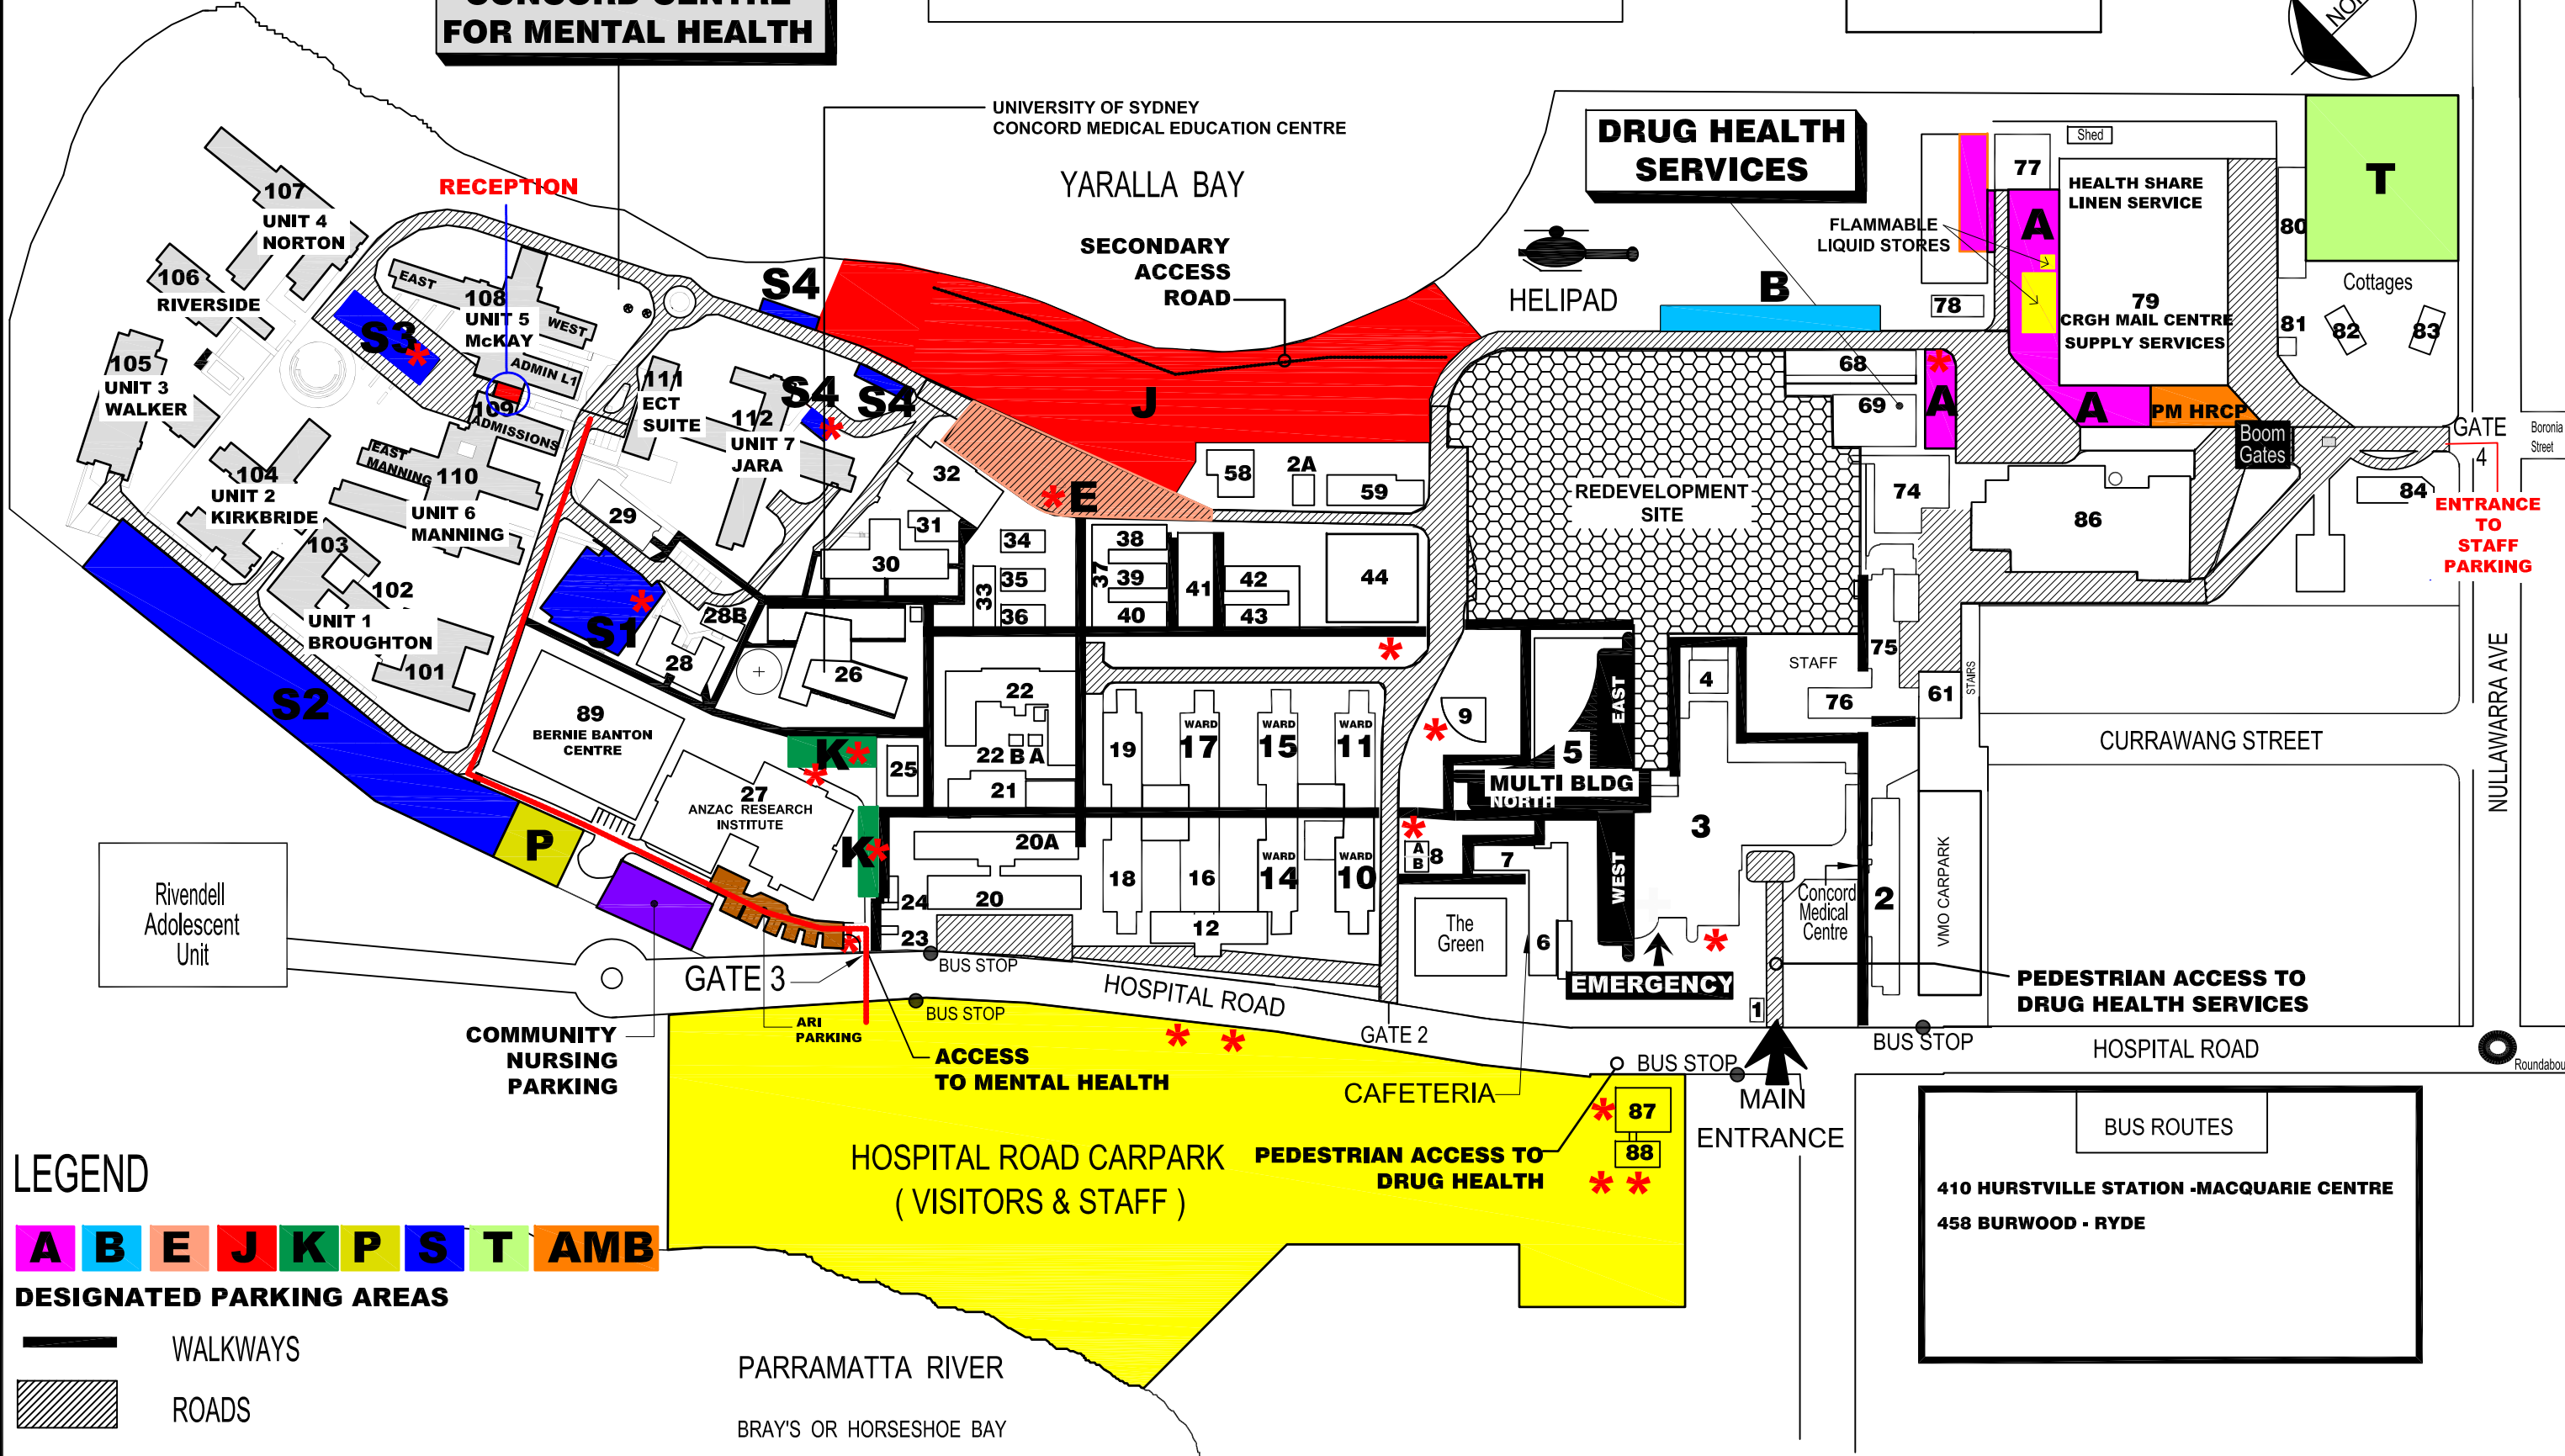 CONCORD CENTRE
FOR MENTAL HEALTH
UNIVERSITY OF SYDNEY
CONCORD MEDICAL EDUCATION CENTRE
YARALLA BAY
SECONDARY
ACCESS
ROAD
HELIPAD
DRUG HEALTH
SERVICES
FLAMMABLE
LIQUID STORES
B
78
77
Shed
HEALTH SHARE
LINEN SERVICE
79
CRGH MAIL CENTRE
SUPPLY SERVICES
A
A
A
PM HRCP
80
81
T
Cottages
82
83
Boom
Gates
GATE
4
Boronia
Street
84
ENTRANCE
TO
STAFF
PARKING
RECEPTION
107
UNIT 4
NORTON
106
RIVERSIDE
105
UNIT 3
WALKER
S3
EAST
108
UNIT 5
McKAY
WEST
ADMIN L1
109
ADMISSIONS
EAST
MANNING
110
UNIT 6
MANNING
104
UNIT 2
KIRKBRIDE
103
102
UNIT 1
BROUGHTON
101
111
ECT
SUITE
112
UNIT 7
JARA
S4
S4
S4
J
E
29
S1
28
28B
S2
32
31
30
33
34
35
36
37
38
39
40
41
42
43
44
58
2A
59
REDEVELOPMENT
SITE
68
69
74
86
75
STAFF
76
61
STAIRS
26
89
BERNIE BANTON
CENTRE
27
ANZAC RESEARCH
INSTITUTE
K
K
25
22
22 B A
21
20A
20
24
23
19
WARD
17
WARD
15
WARD
11
18
16
WARD
14
WARD
10
12
9
A
B
8
7
The
Green
6
5
MULTI BLDG
NORTH
EAST
WEST
4
3
EMERGENCY
1
Concord
Medical
Centre
2
VMO CARPARK
CURRAWANG STREET
NULLAWARRA AVE
PEDESTRIAN ACCESS TO
DRUG HEALTH SERVICES
P
Rivendell
Adolescent
Unit
GATE 3
COMMUNITY
NURSING
PARKING
ARI
PARKING
BUS STOP
BUS STOP
ACCESS
TO MENTAL HEALTH
HOSPITAL ROAD
GATE 2
CAFETERIA
BUS STOP
MAIN
ENTRANCE
BUS STOP
HOSPITAL ROAD
HOSPITAL ROAD CARPARK
( VISITORS & STAFF )
PEDESTRIAN ACCESS TO
DRUG HEALTH
87
88
BUS ROUTES
410 HURSTVILLE STATION -MACQUARIE CENTRE
458 BURWOOD - RYDE
LEGEND
A B E J K P S T AMB
DESIGNATED PARKING AREAS
WALKWAYS
ROADS
PARRAMATTA RIVER
BRAY'S OR HORSESHOE BAY